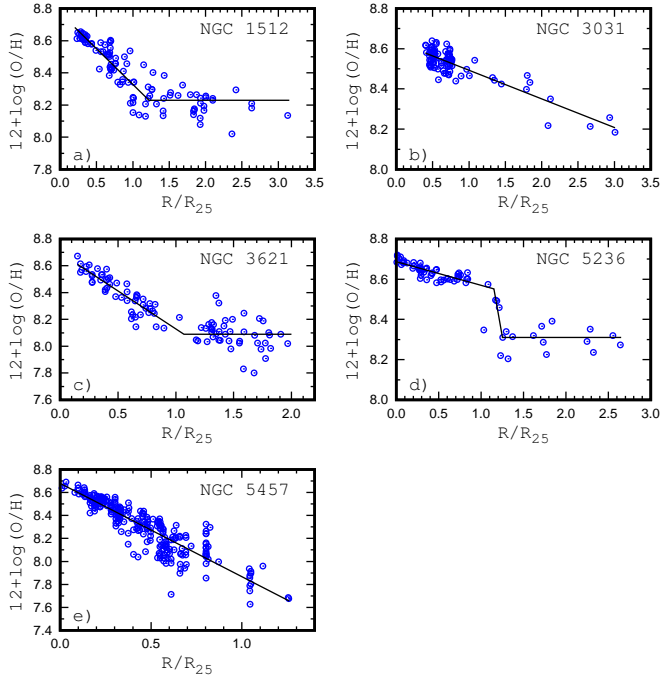 8.8
8.6
8.4
8.2
8.0
7.8
12+log(O/H)
NGC 1512
a)
0.0 0.5 1.0 1.5 2.0 2.5 3.0 3.5
R/R25
8.8
8.6
8.4
8.2
8.0
12+log(O/H)
NGC 3031
b)
0.0 0.5 1.0 1.5 2.0 2.5 3.0 3.5
R/R25
8.8
8.6
8.4
8.2
8.0
7.8
7.6
12+log(O/H)
NGC 3621
c)
0.0 0.5 1.0 1.5 2.0
R/R25
8.8
8.6
8.4
8.2
8.0
12+log(O/H)
NGC 5236
d)
0.0 0.5 1.0 1.5 2.0 2.5 3.0
R/R25
8.8
8.6
8.4
8.2
8.0
7.8
7.6
7.4
12+log(O/H)
NGC 5457
e)
0.0 0.5 1.0
R/R25